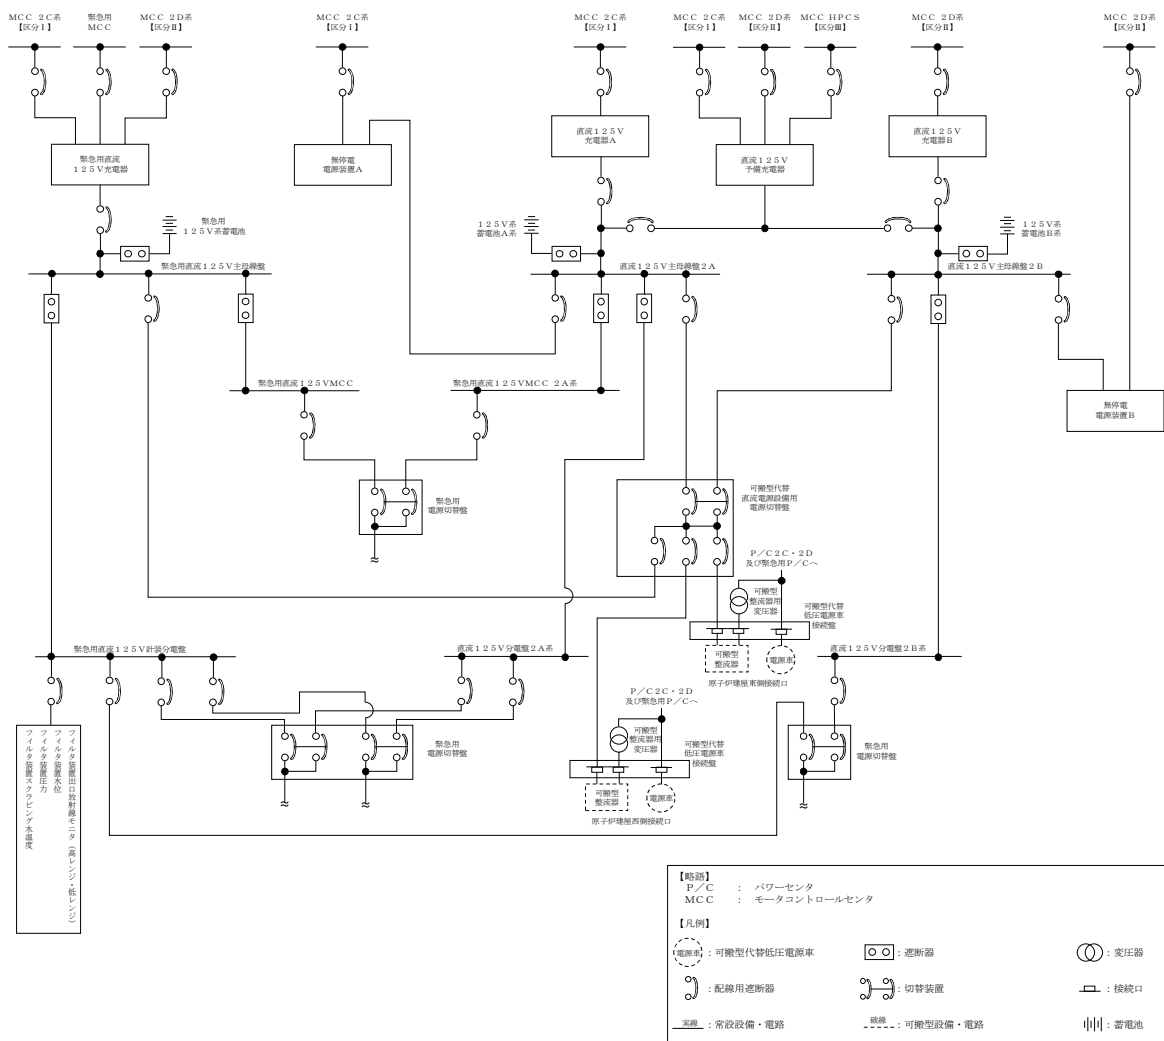 MCC 2C系
【区分Ⅰ】
緊急用
MCC
MCC 2D系
【区分Ⅱ】
MCC 2C系
【区分Ⅰ】
MCC 2C系
【区分Ⅰ】
MCC 2C系
【区分Ⅰ】
MCC 2D系
【区分Ⅱ】
MCC HPCS
【区分Ⅲ】
MCC 2D系
【区分Ⅱ】
MCC 2D系
【区分Ⅱ】
緊急用直流
125V充電器
無停電
電源装置A
直流125V
充電器A
直流125V
予備充電器
直流125V
充電器B
緊急用
125V系蓄電池
125V系
蓄電池A系
125V系
蓄電池B系
緊急用直流125V主母線盤
直流125V主母線盤2A
直流125V主母線盤2B
緊急用直流125VMCC
緊急用直流125VMCC 2A系
無停電
電源装置B
緊急用
電源切替盤
可搬型代替
直流電源設備用
電源切替盤
P/C2C・2D
及び緊急用P/Cへ
可搬型
整流器用
変圧器
可搬型代替
低圧電源車
接続盤
可搬型
整流器
電源車
原子炉建屋東側接続口
緊急用直流125V計装分電盤
直流125V分電盤2A系
直流125V分電盤2B系
P/C2C・2D
及び緊急用P/Cへ
可搬型
整流器用
変圧器
可搬型代替
低圧電源車
接続盤
可搬型
整流器
電源車
原子炉建屋西側接続口
緊急用
電源切替盤
緊急用
電源切替盤
フィルタ装置出口放射線モニタ（高レンジ・低レンジ）
フィルタ装置水位
フィルタ装置圧力
フィルタ装置スクラビング水温度
【略語】
P/C : パワーセンタ
MCC : モータコントロールセンタ
【凡例】
電源車 : 可搬型代替低圧電源車
: 遮断器
: 変圧器
: 配線用遮断器
: 切替装置
: 接続口
実線 : 常設設備・電路
破線 : 可搬型設備・電路
: 蓄電池